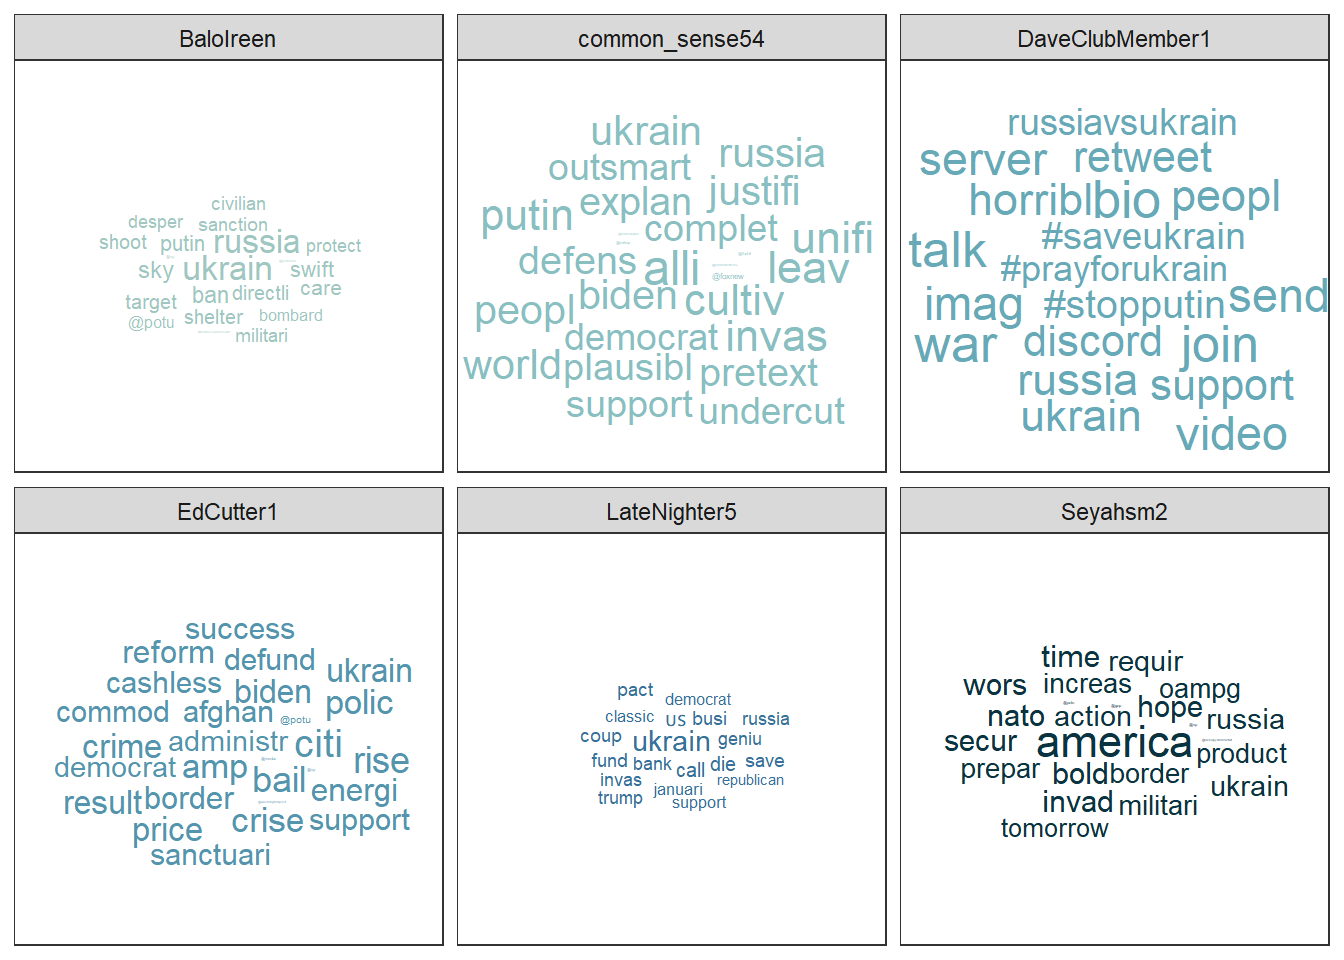 BaloIreen
civilian
desper sanction
shoot putin russia protect
sky ukrain swift
target ban directli care
@potu shelter bombard
militari
common_sense54
ukrain russia
outsmart justifi
putin explan complet unifi
defens alli leav
@foxnew
peopl biden cultiv
democrat invas
world plausibl pretext
support undercut
DaveClubMember1
russiavsukrain
server retweet
horribl bio peopl
talk #saveukrain
#prayforukrain
imag #stopputin send
war discord join
russia support
ukrain video
EdCutter1
success
reform defund ukrain
cashless biden polic
commod afghan @potu
crime administr citi rise
democrat amp bail energi
result border crise support
price
sanctuari
LateNighter5
pact democrat
classic us busi russia
coup ukrain geniu
fund bank call die save
invas januari republican
trump support
Seyahsm2
time requir
wors increas oampg
nato action hope russia
secur america product
prepar bold border ukrain
invad militari
tomorrow